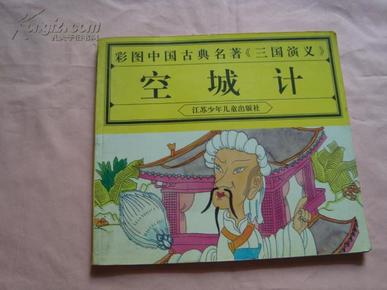 彩图中国古典名著《三国演义》
空城计
江苏少年儿童出版社